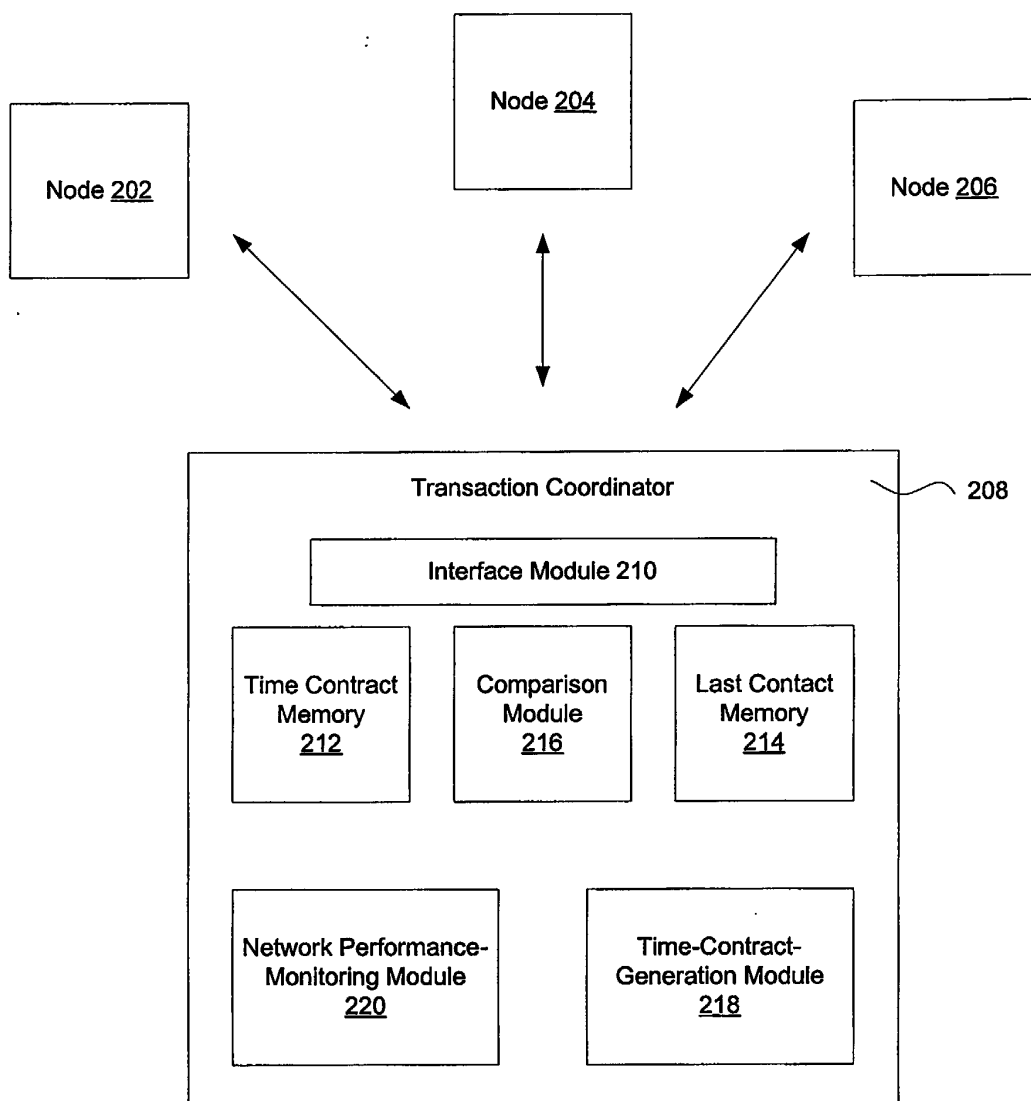 Node 204
Node 202
Node 206
Transaction Coordinator
208
Interface Module 210
Time Contract
Memory
212
Comparison
Module
216
Last Contact
Memory
214
Network Performance-
Monitoring Module
220
Time-Contract-
Generation Module
218